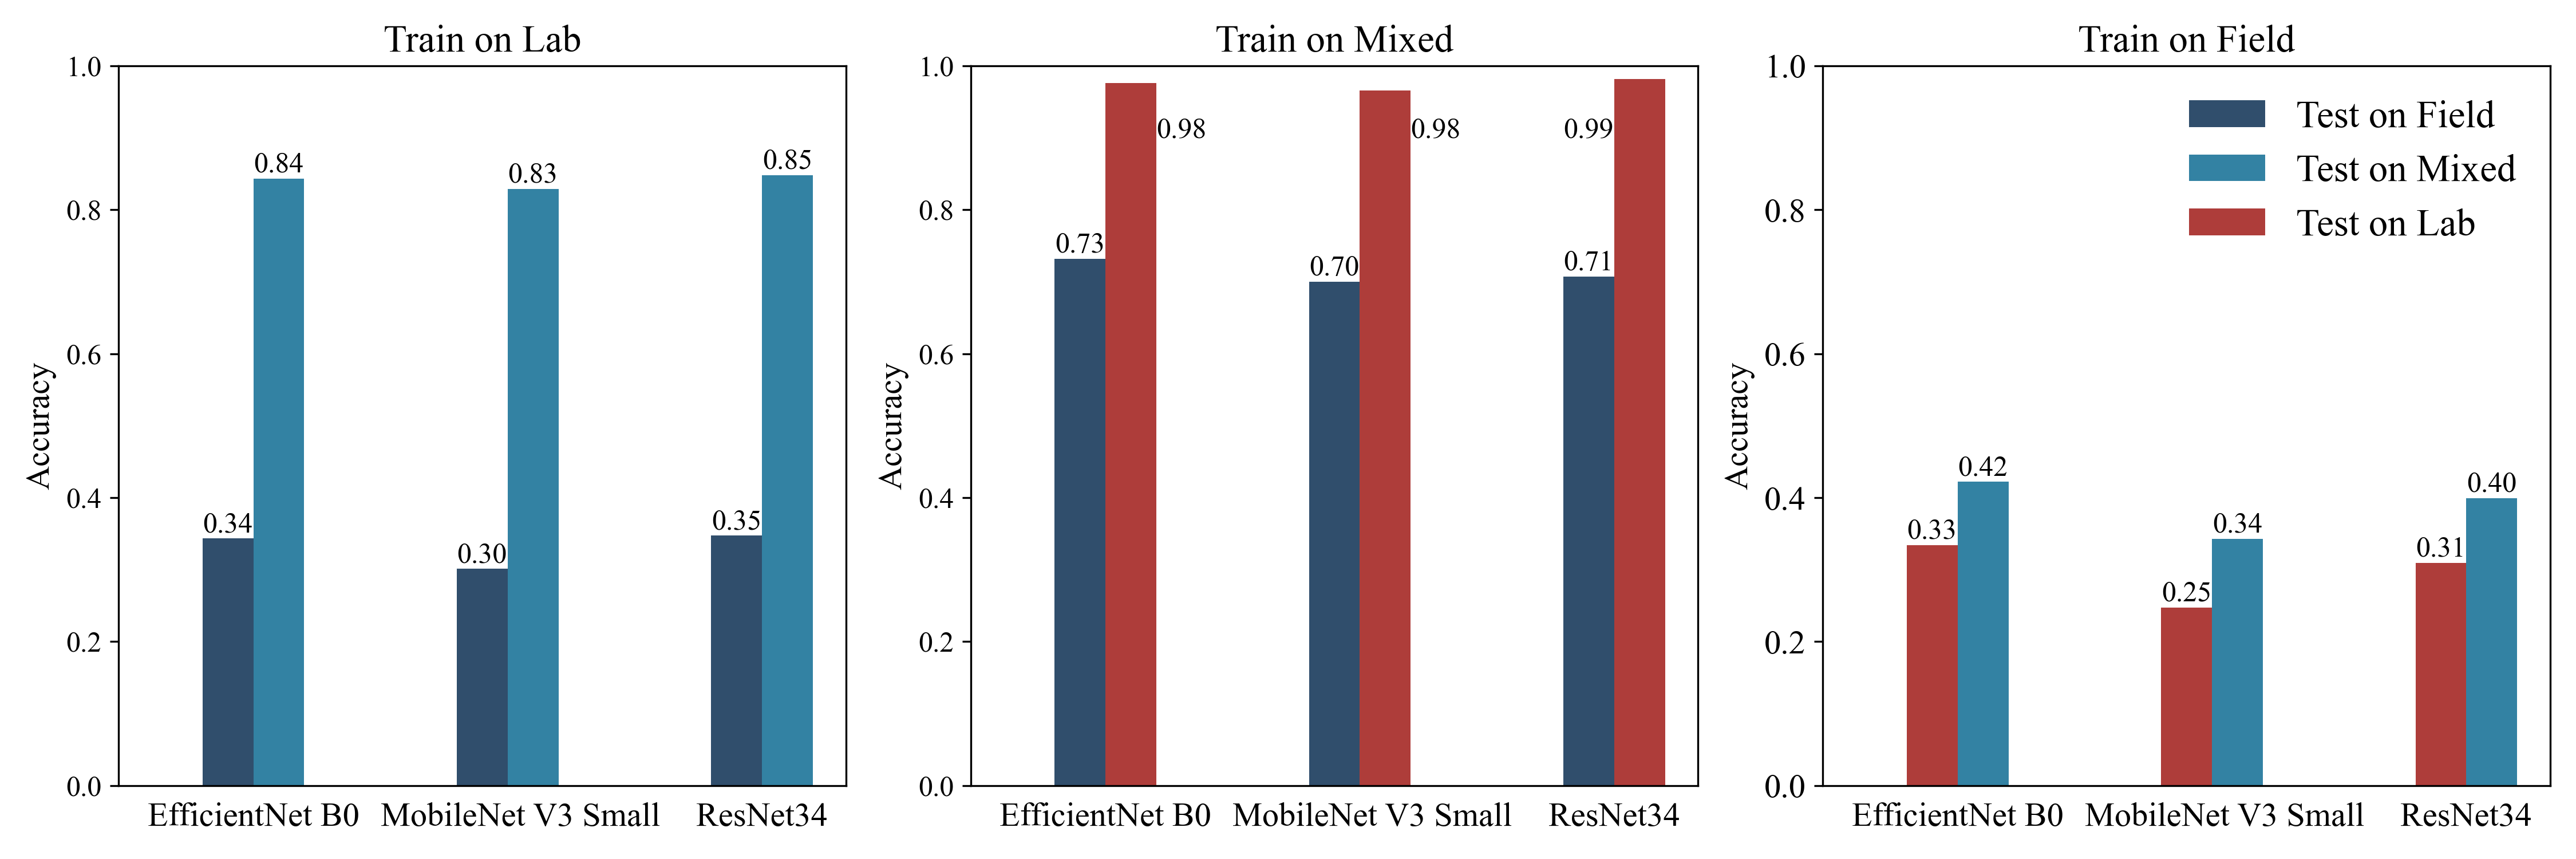 Train on Lab
Accuracy
1.0
0.8
0.6
0.4
0.2
0.0
0.34
0.84
0.30
0.83
0.35
0.85
EfficientNet B0
MobileNet V3 Small
ResNet34
Train on Mixed
Accuracy
1.0
0.8
0.6
0.4
0.2
0.0
0.73
0.98
0.70
0.98
0.71
0.99
EfficientNet B0
MobileNet V3 Small
ResNet34
Train on Field
Accuracy
1.0
0.8
0.6
0.4
0.2
0.0
Test on Field
Test on Mixed
Test on Lab
0.33
0.42
0.25
0.34
0.31
0.40
EfficientNet B0
MobileNet V3 Small
ResNet34